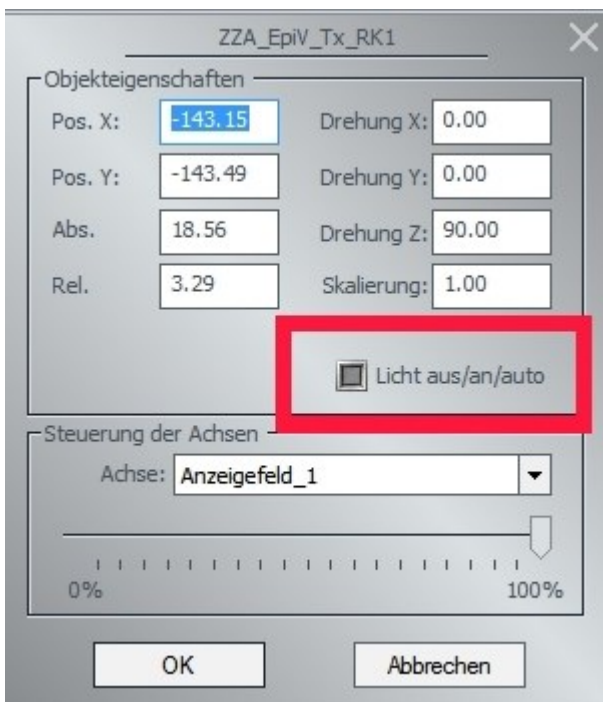 ZZA_EpiV_Tx_RK1
Objekteigenschaften
Pos. X: -143.15 Drehung X: 0.00
Pos. Y: -143.49 Drehung Y: 0.00
Abs. 18.56 Drehung Z: 90.00
Rel. 3.29 Skalierung: 1.00
Licht aus/an/auto
Steuerung der Achsen
Achse: Anzeigefeld_1
0% 100%
OK Abbrechen